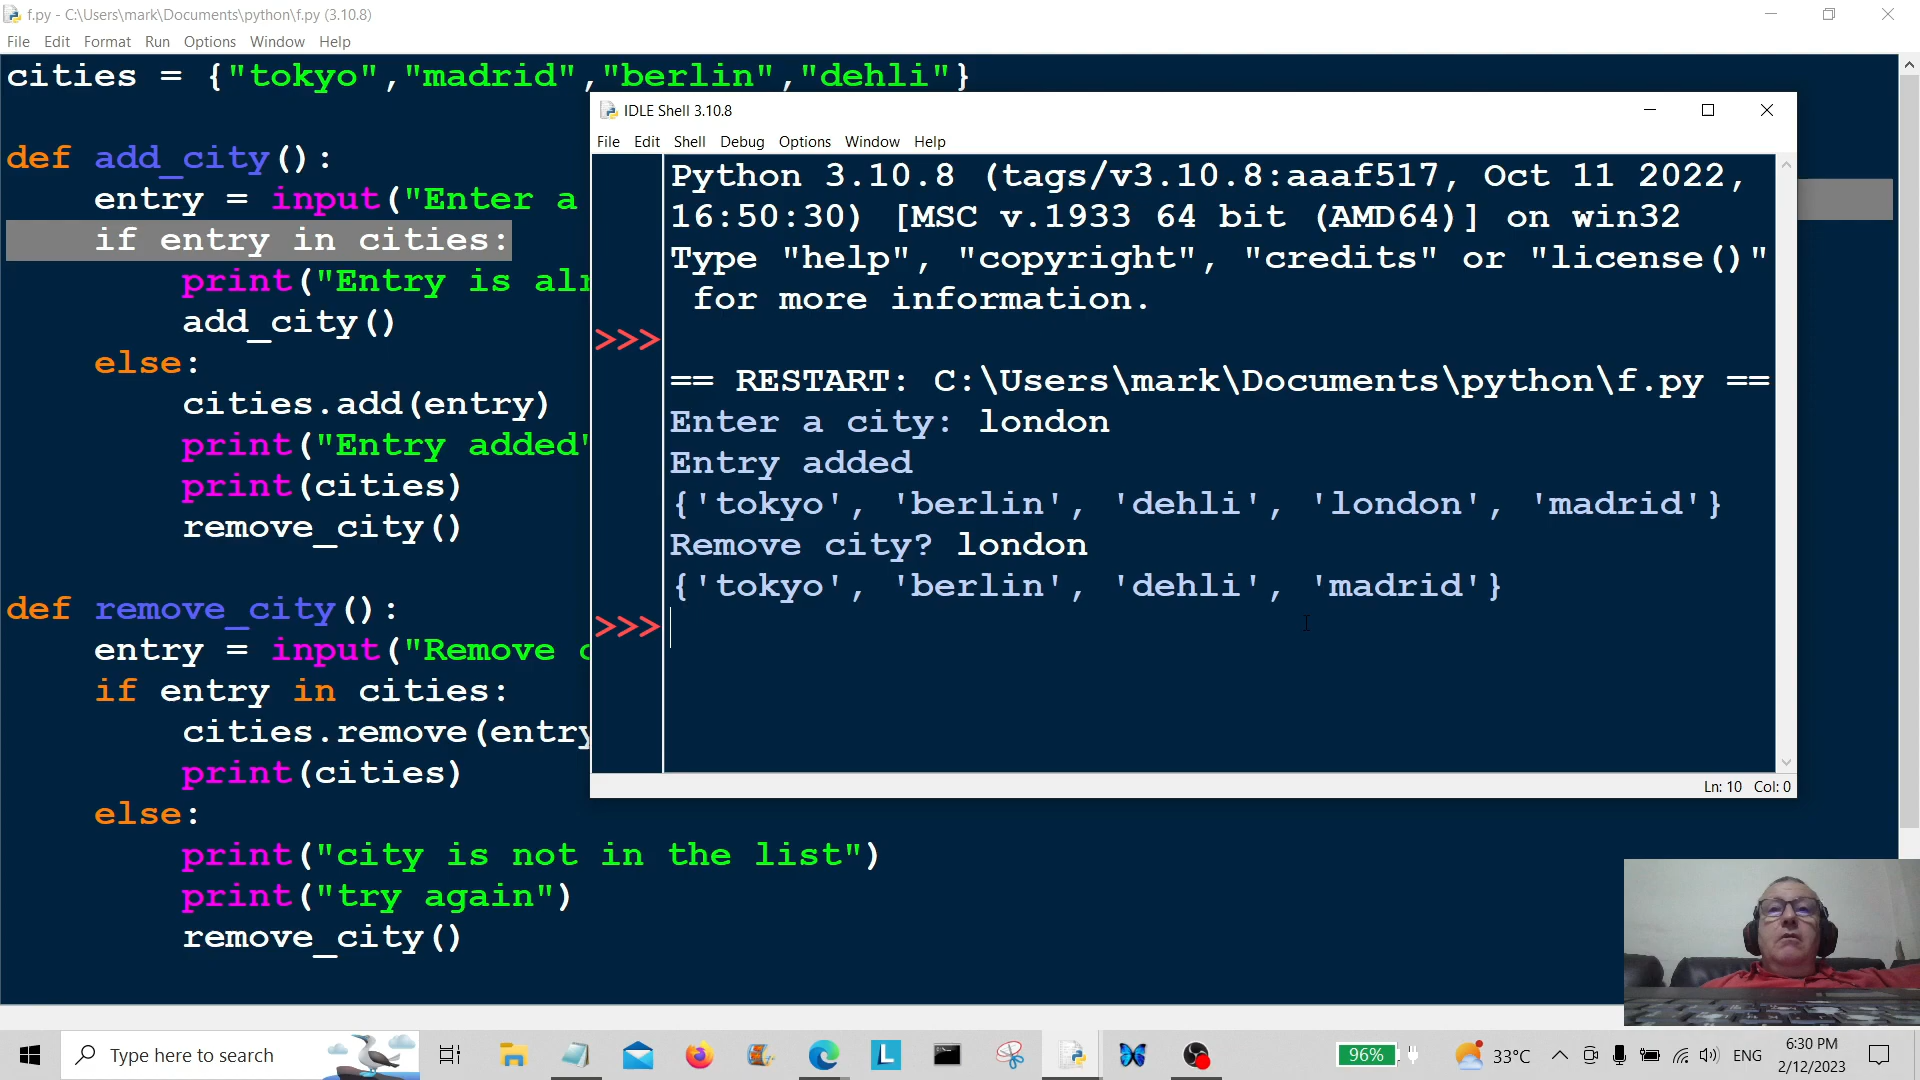 f.py - C:\Users\mark\Documents\python\f.py (3.10.8)
File Edit Format Run Options Window Help
cities = {"tokyo","madrid","berlin","dehli"}
def add_city():
entry = input("Enter a
if entry in cities:
print("Entry is alr
add_city()
else:
cities.add(entry)
print("Entry added"
print(cities)
remove_city()
def remove_city():
entry = input("Remove c
if entry in cities:
cities.remove(entry
print(cities)
else:
print("city is not in the list")
print("try again")
remove_city()
IDLE Shell 3.10.8
File Edit Shell Debug Options Window Help
Python 3.10.8 (tags/v3.10.8:aaaf517, Oct 11 2022,
16:50:30) [MSC v.1933 64 bit (AMD64)] on win32
Type "help", "copyright", "credits" or "license()"
for more information.
>>>
== RESTART: C:\Users\mark\Documents\python\f.py ==
Enter a city: london
Entry added
{'tokyo', 'berlin', 'dehli', 'london', 'madrid'}
Remove city? london
{'tokyo', 'berlin', 'dehli', 'madrid'}
>>>
Ln: 10 Col: 0
Type here to search
L
96%
33°C
ENG
6:30 PM
2/12/2023